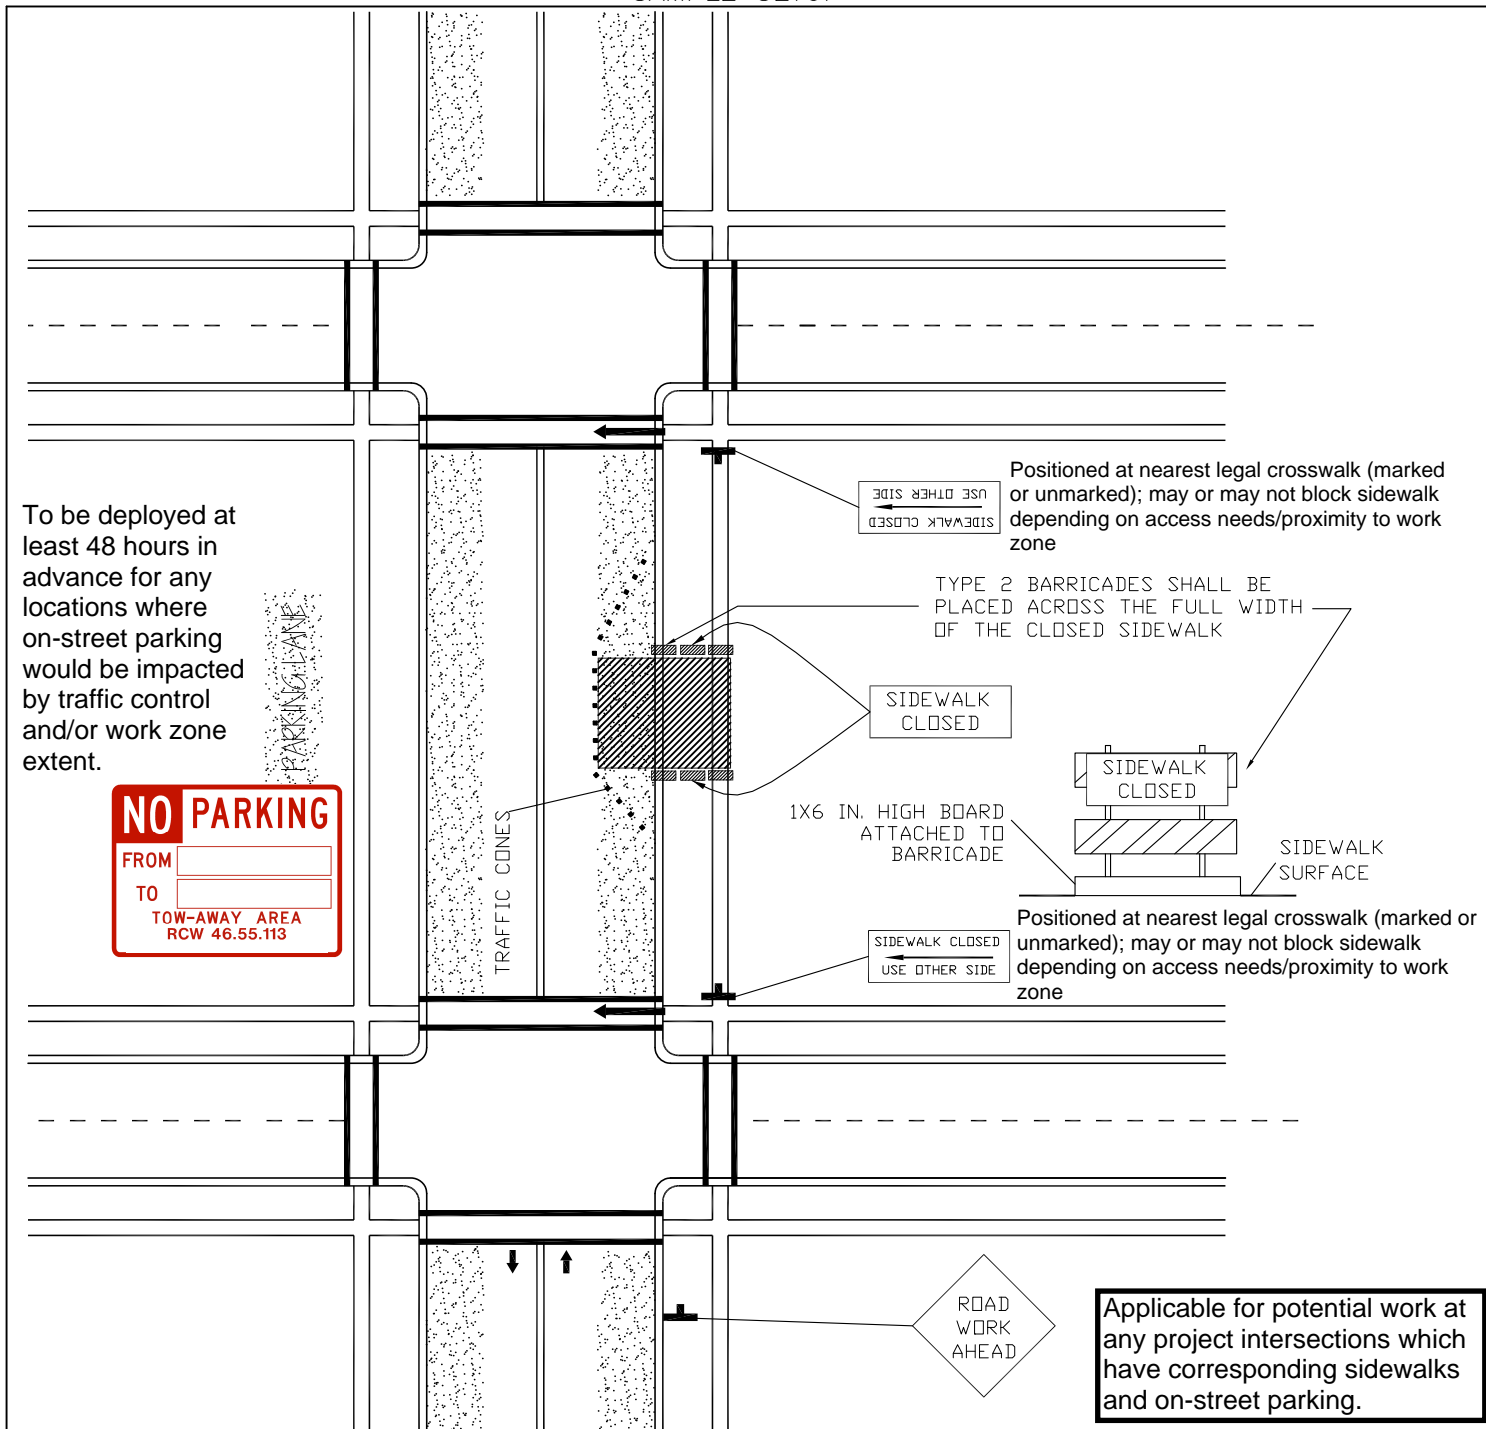 To be deployed at
least 48 hours in
advance for any
locations where
on-street parking
would be impacted
by traffic control
and/or work zone
extent.
PARKING LANE
NO PARKING
FROM
TO
TOW-AWAY AREA
RCW 46.55.113
TRAFFIC CONES
SIDEWALK CLOSED
USE OTHER SIDE
Positioned at nearest legal crosswalk (marked
or unmarked); may or may not block sidewalk
depending on access needs/proximity to work
zone
TYPE 2 BARRICADES SHALL BE
PLACED ACROSS THE FULL WIDTH
OF THE CLOSED SIDEWALK
SIDEWALK
CLOSED
SIDEWALK
CLOSED
1X6 IN. HIGH BOARD
ATTACHED TO
BARRICADE
SIDEWALK
SURFACE
SIDEWALK CLOSED
USE OTHER SIDE
Positioned at nearest legal crosswalk (marked or
unmarked); may or may not block sidewalk
depending on access needs/proximity to work
zone
ROAD
WORK
AHEAD
Applicable for potential work at
any project intersections which
have corresponding sidewalks
and on-street parking.